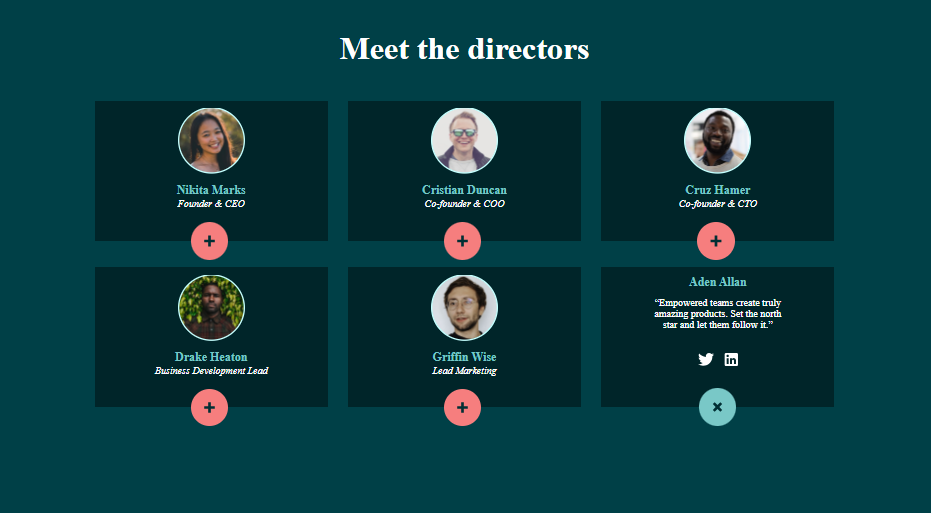 Meet the directors
Nikita Marks
Founder & CEO
Cristian Duncan
Co-founder & COO
Cruz Hamer
Co-founder & CTO
Drake Heaton
Business Development Lead
Griffin Wise
Lead Marketing
Aden Allan
“Empowered teams create truly
amazing products. Set the north
star and let them follow it.”